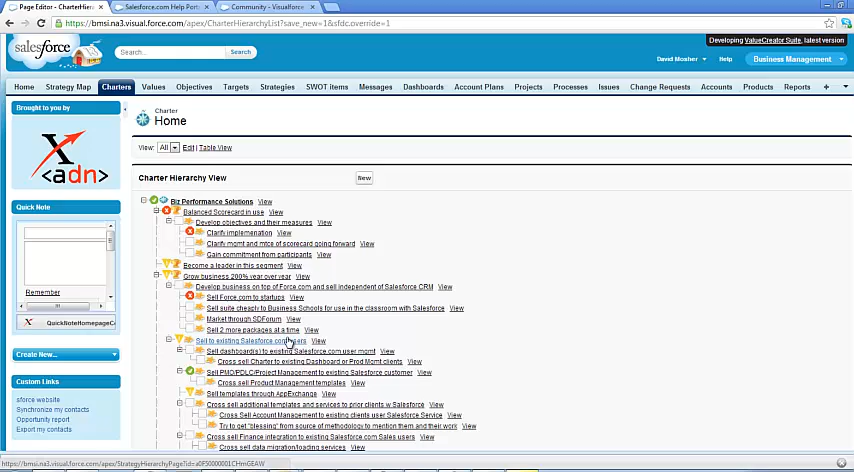 Page Editor - CharterHiera
Salesforce Help Port
Community - Visualforce
https://bmsi.na3.visual.force.com/apex/CharterHierarchyList?save_new=1&sfdc.override=1
salesforce
Search...
Search
Developing ValueCreator Suite, latest version
David Mosher
Help
Business Management
Home Strategy Map Charters Values Objectives Targets Strategies SWOT items Messages Dashboards Account Plans Projects Processes Issues Change Requests Accounts Products Reports +
Brought to you by
X
<adn>
Quick Note
Remember
X QuickNoteHomepageC
Create New...
Custom Links
sforce website
Synchronize my contacts
Opportunity report
Export my contacts
Charter
Home
View: All Edit | Table View
Charter Hierarchy View
New
Biz Performance Solutions View
Balanced Scorecard in use View
Develop objectives and their measures View
Clarify implemenation View
Clarify mgmt and mtce of scorecard going forward View
Gain commitment from participants View
Become a leader in this segment View
Grow business 200% year over year View
Develop business on top of Force.com and sell independent of Salesforce CRM View
Sell Force.com to startups View
Sell suite cheaply to Business Schools for use in the classroom with Salesforce View
Market through SDForum View
Sell 2 more packages at a time View
Sell to existing Salesforce.com users View
Sell dashboard(s) to existing Salesforce.com user mgmt View
Cross sell Charter to existing Dashboard or Prod Mgmt clients View
Sell PMO/PDLC/Project Management to existing Salesforce customer View
Cross sell Product Management templates View
Sell templates through AppExchange View
Cross sell additional templates and services to prior clients w Salesforce View
Cross Sell Account Management to existing clients user Salesforce Service View
Try to get "blessing" from source of methodology to mention them and their work View
Cross sell Finance integration to existing Salesforce.com Sales users View
Cross sell data migration/loading services View
https://bmsi.na3.visual.force.com/apex/StrategyHierarchyPage?id=a0F50000001CHmGEAW